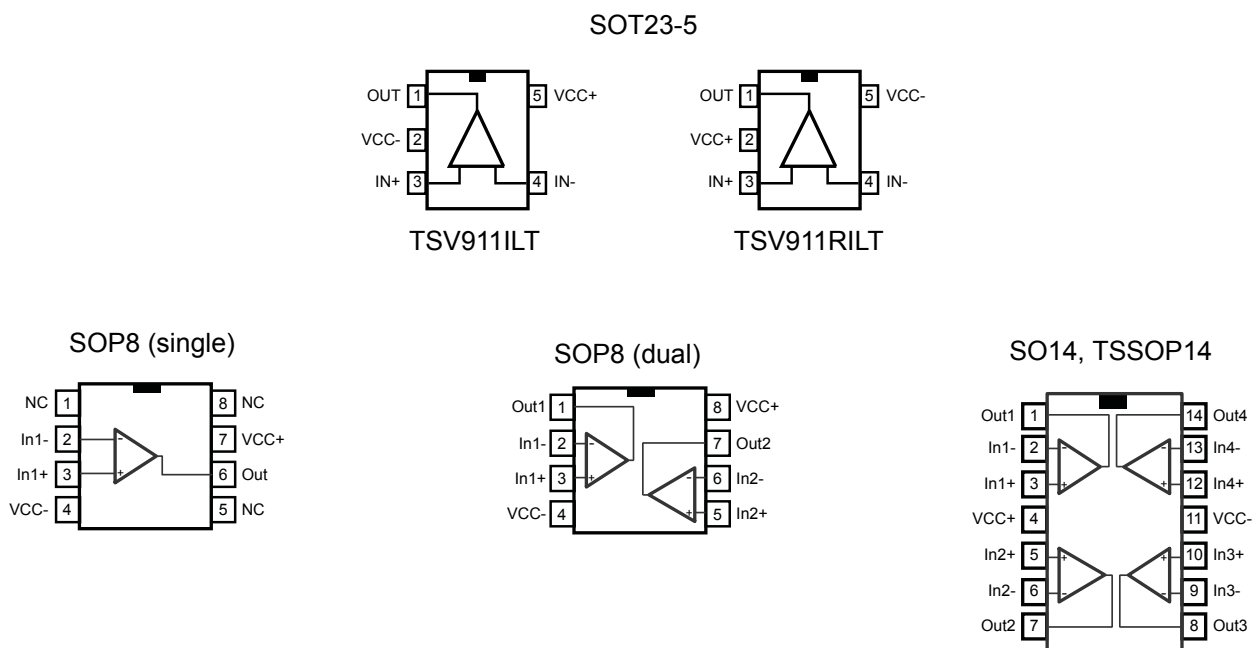 SOT23-5
OUT 1
VCC- 2
IN+ 3
5 VCC+
4 IN-
TSV911ILT
OUT 1
VCC+ 2
IN+ 3
5 VCC-
4 IN-
TSV911RILT
SOP8 (single)
NC 1
In1- 2
In1+ 3
VCC- 4
8 NC
7 VCC+
6 Out
5 NC
-
+
SOP8 (dual)
Out1 1
In1- 2
In1+ 3
VCC- 4
8 VCC+
7 Out2
6 In2-
5 In2+
-
+
-
+
SO14, TSSOP14
Out1 1
In1- 2
In1+ 3
VCC+ 4
In2+ 5
In2- 6
Out2 7
14 Out4
13 In4-
12 In4+
11 VCC-
10 In3+
9 In3-
8 Out3
-
+
-
+
+
-
+
-